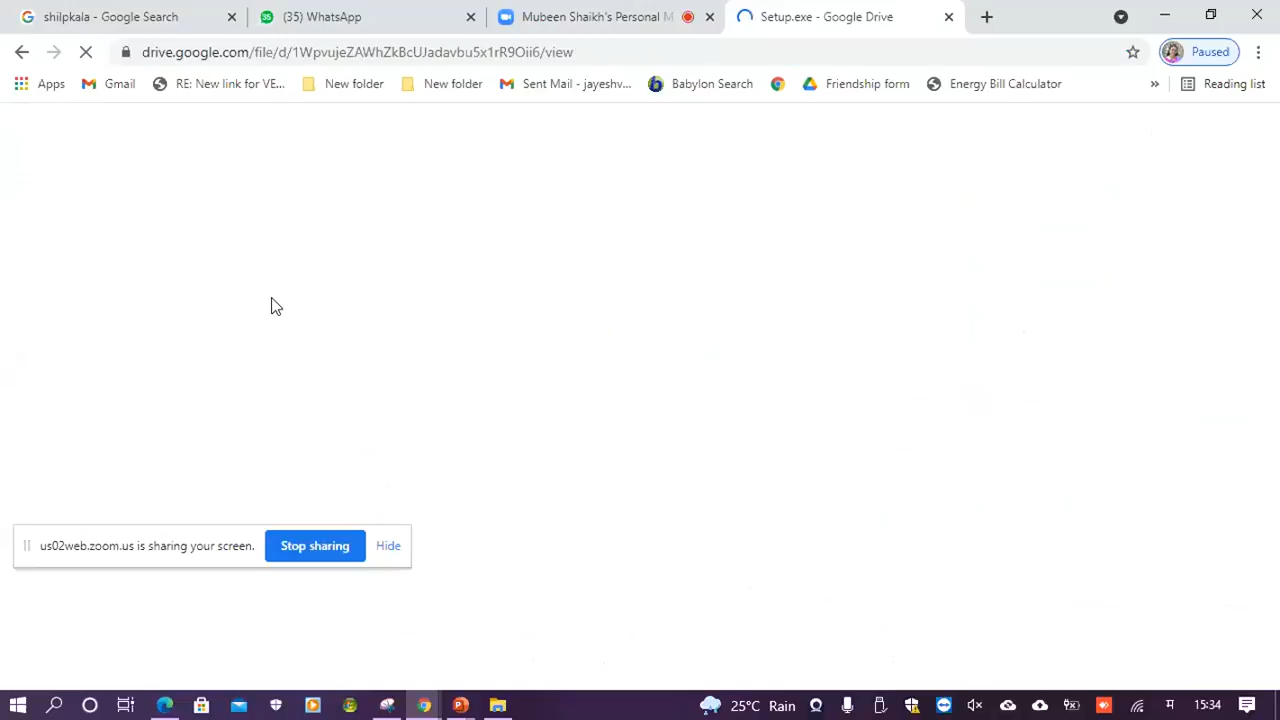 shilpkala - Google Search
(35) WhatsApp
Mubeen Shaikh's Personal M
Setup.exe - Google Drive
drive.google.com/file/d/1WpvujeZAWhZkBcUJadavbu5x1rR9Oii6/view
Paused
Apps
Gmail
RE: New link for VE...
New folder
New folder
Sent Mail - jayeshv...
Babylon Search
Friendship form
Energy Bill Calculator
»
Reading list
us02web.zoom.us is sharing your screen.
Stop sharing
Hide
25°C Rain
15:34